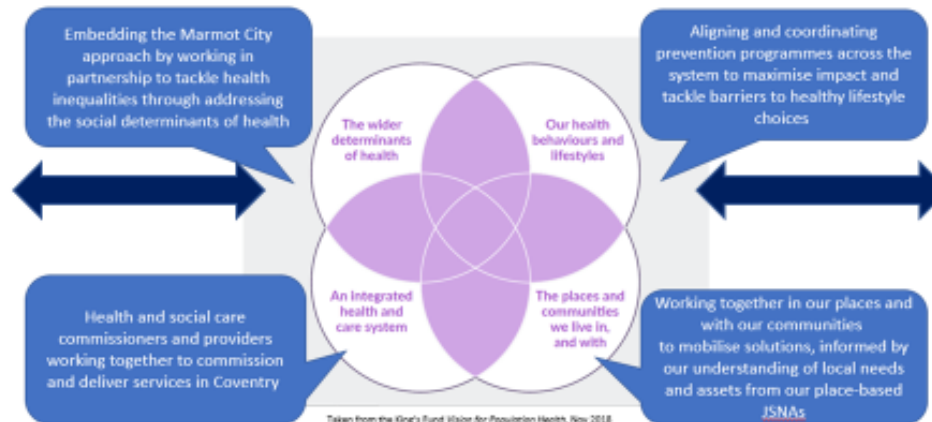 Embedding the Marmot City
approach by working in
partnership to tackle health
inequalities through addressing
the social determinants of health
Aligning and coordinating
prevention programmes across the
system to maximise impact and
tackle barriers to healthy lifestyle
choices
The wider
determinants
of health
Our health
behaviours and
lifestyles
An integrated
health and
care system
The places and
communities
we live in,
and with
Health and social care
commissioners and providers
working together to commission
and deliver services in Coventry
Working together in our places and
with our communities
to mobilise solutions, informed by
our understanding of local needs
and assets from our place-based
JSNAs
Taken from the King's Fund Vision for Population Health, Nov 2018